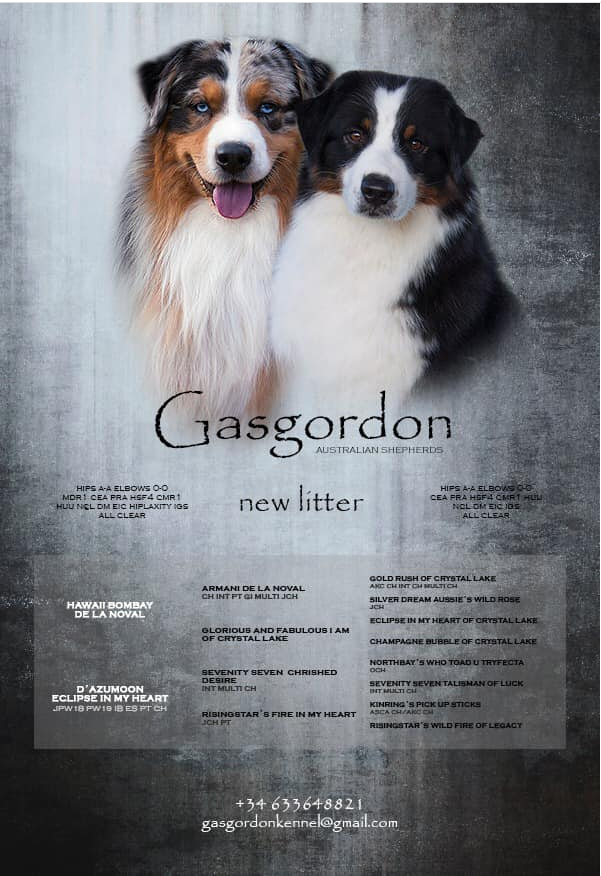 Gasgordon
AUSTRALIAN SHEPHERDS
HIPS A-A ELBOWS 0-0
MDR1 CEA PRA HSF4 CMR1
HUU NCL DM EIC HIPLAXITY IGS
ALL CLEAR
new litter
HIPS A-A ELBOWS 0-0
CEA PRA HSF4 CMR1 HUU
NCL DM EIC IGS
ALL CLEAR
HAWAII BOMBAY
DE LA NOVAL
D´AZUMOON
ECLIPSE IN MY HEART
JPW18 PW19 IB ES PT CH
ARMANI DE LA NOVAL
CH INT PT GI MULTI JCH
GLORIOUS AND FABULOUS I AM
OF CRYSTAL LAKE
SEVENITY SEVEN CHRISHED
DESIRE
INT MULTI CH
RISINGSTAR´S FIRE IN MY HEART
JCH PT
GOLD RUSH OF CRYSTAL LAKE
AKC CH INT CH MULTI CH
SILVER DREAM AUSSIE´S WILD ROSE
JCH
ECLIPSE IN MY HEART OF CRYSTAL LAKE
CHAMPAGNE BUBBLE OF CRYSTAL LAKE
NORTHBAY´S WHO TOAD U TRYFECTA
OCH
SEVENITY SEVEN TALISMAN OF LUCK
INT MULTI CH
KINRING´S PICK UP STICKS
ASCA CH/AKC CH
RISINGSTAR´S WILD FIRE OF LEGACY
+34 633648821
gasgordonkennel@gmail.com